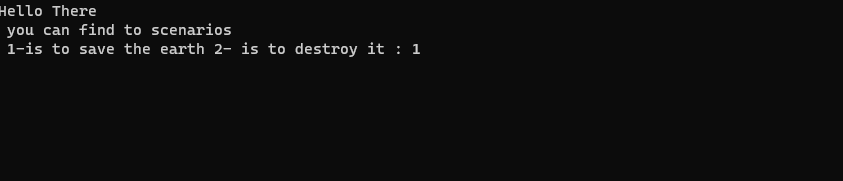 Hello There
you can find to scenarios
1-is to save the earth 2- is to destroy it : 1